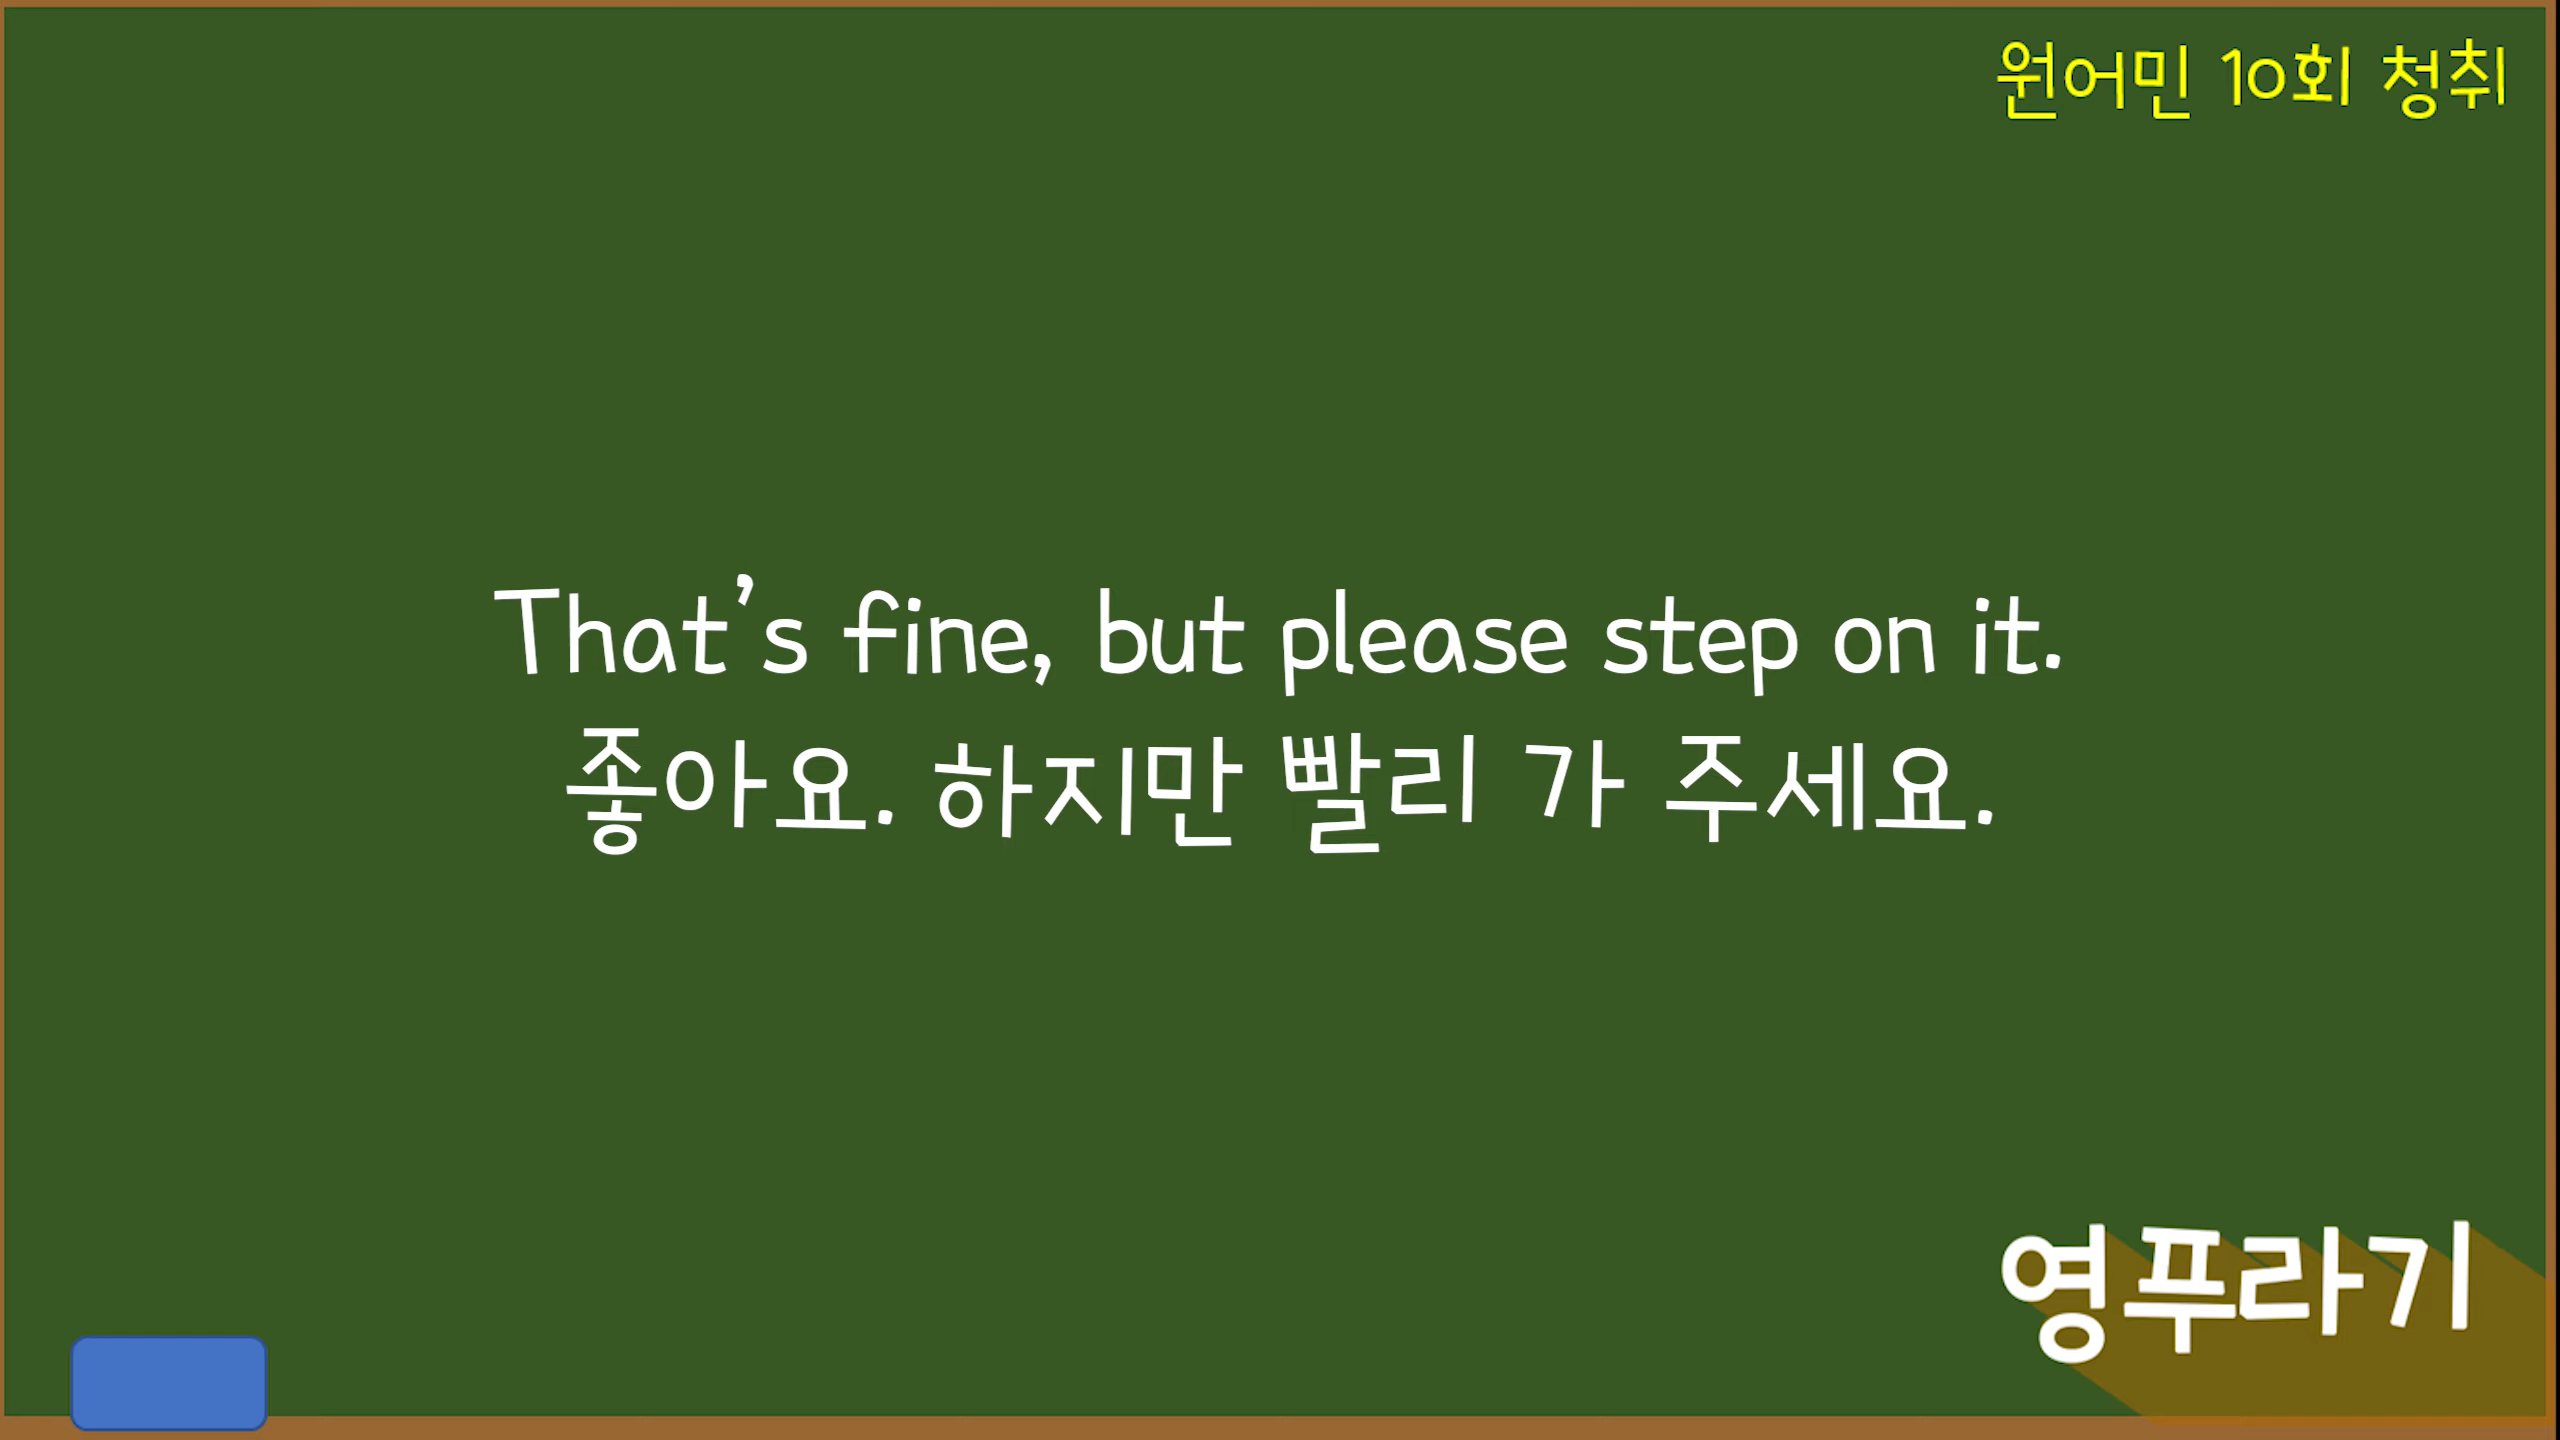 원어민 10회 청취
That's fine, but please step on it.
좋아요. 하지만 빨리 가 주세요.
영푸라기